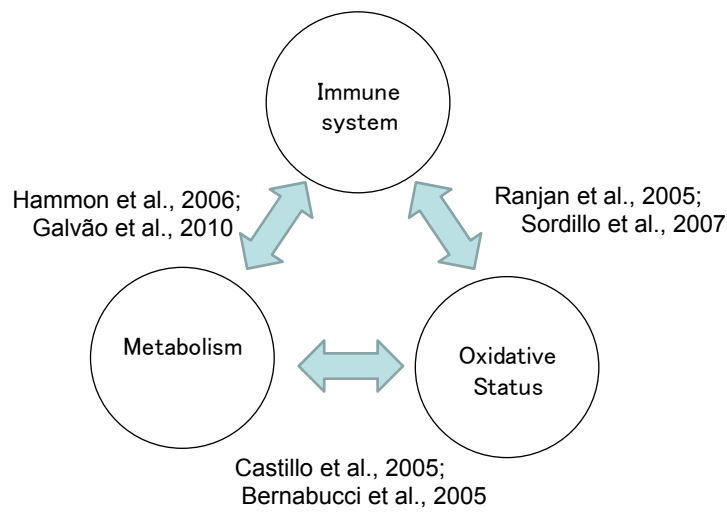 Immune
system
Hammon et al., 2006;
Galvão et al., 2010
Ranjan et al., 2005;
Sordillo et al., 2007
Metabolism
Oxidative
Status
Castillo et al., 2005;
Bernabucci et al., 2005